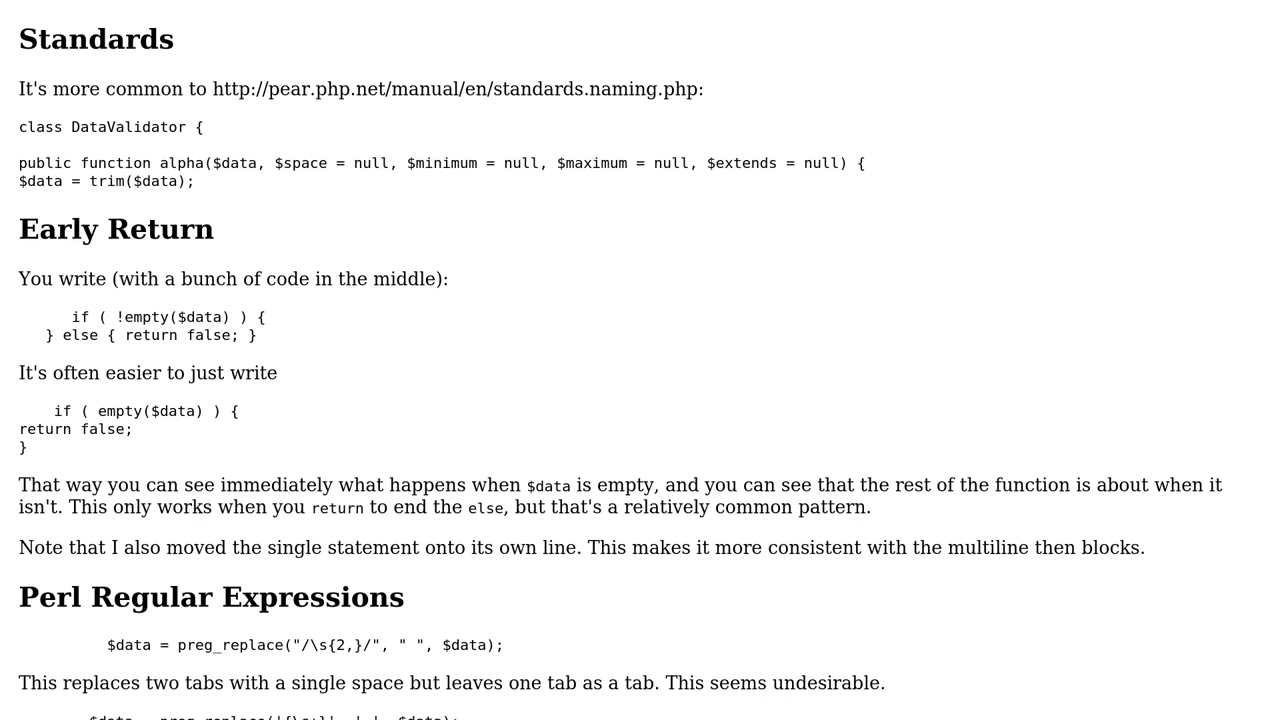 Standards
It's more common to http://pear.php.net/manual/en/standards.naming.php:
class DataValidator {
public function alpha($data, $space = null, $minimum = null, $maximum = null, $extends = null) {
$data = trim($data);
Early Return
You write (with a bunch of code in the middle):
if ( !empty($data) ) {
} else { return false; }
It's often easier to just write
if ( empty($data) ) {
return false;
}
That way you can see immediately what happens when $data is empty, and you can see that the rest of the function is about when it
isn't. This only works when you return to end the else, but that's a relatively common pattern.
Note that I also moved the single statement onto its own line. This makes it more consistent with the multiline then blocks.
Perl Regular Expressions
$data = preg_replace("/\s{2,}/", " ", $data);
This replaces two tabs with a single space but leaves one tab as a tab. This seems undesirable.